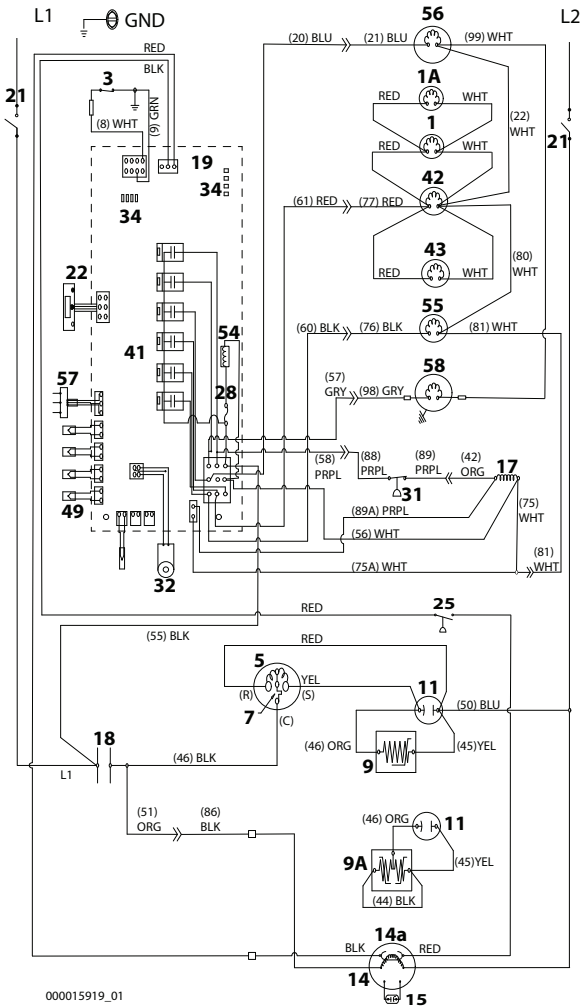 L1
GND
L2
RED
BLK
(20) BLU
(21) BLU
56
(99) WHT
1A
RED
WHT
(22)
WHT
1
RED
WHT
21
3
(8) WHT
(9) GRN
19
34
34
21
42
(61) RED
(77) RED
43
RED
WHT
(80)
WHT
22
41
54
(60) BLK
(76) BLK
55
(81) WHT
57
28
(57)
GRY
(98) GRY
58
(58)
PRPL
(88)
PRPL
(89)
PRPL
(42)
ORG
17
31
(89A) PRPL
(75)
WHT
49
(56) WHT
(81)
WHT
32
(75A) WHT
RED
25
(55) BLK
RED
5
YEL
(R)
(S)
11
7
(C)
(50) BLU
18
(46) BLK
(46) ORG
9
(45)YEL
L1
(51)
ORG
(86)
BLK
(46) ORG
11
9A
(45)YEL
(44) BLK
14a
BLK
RED
14
15
000015919_01